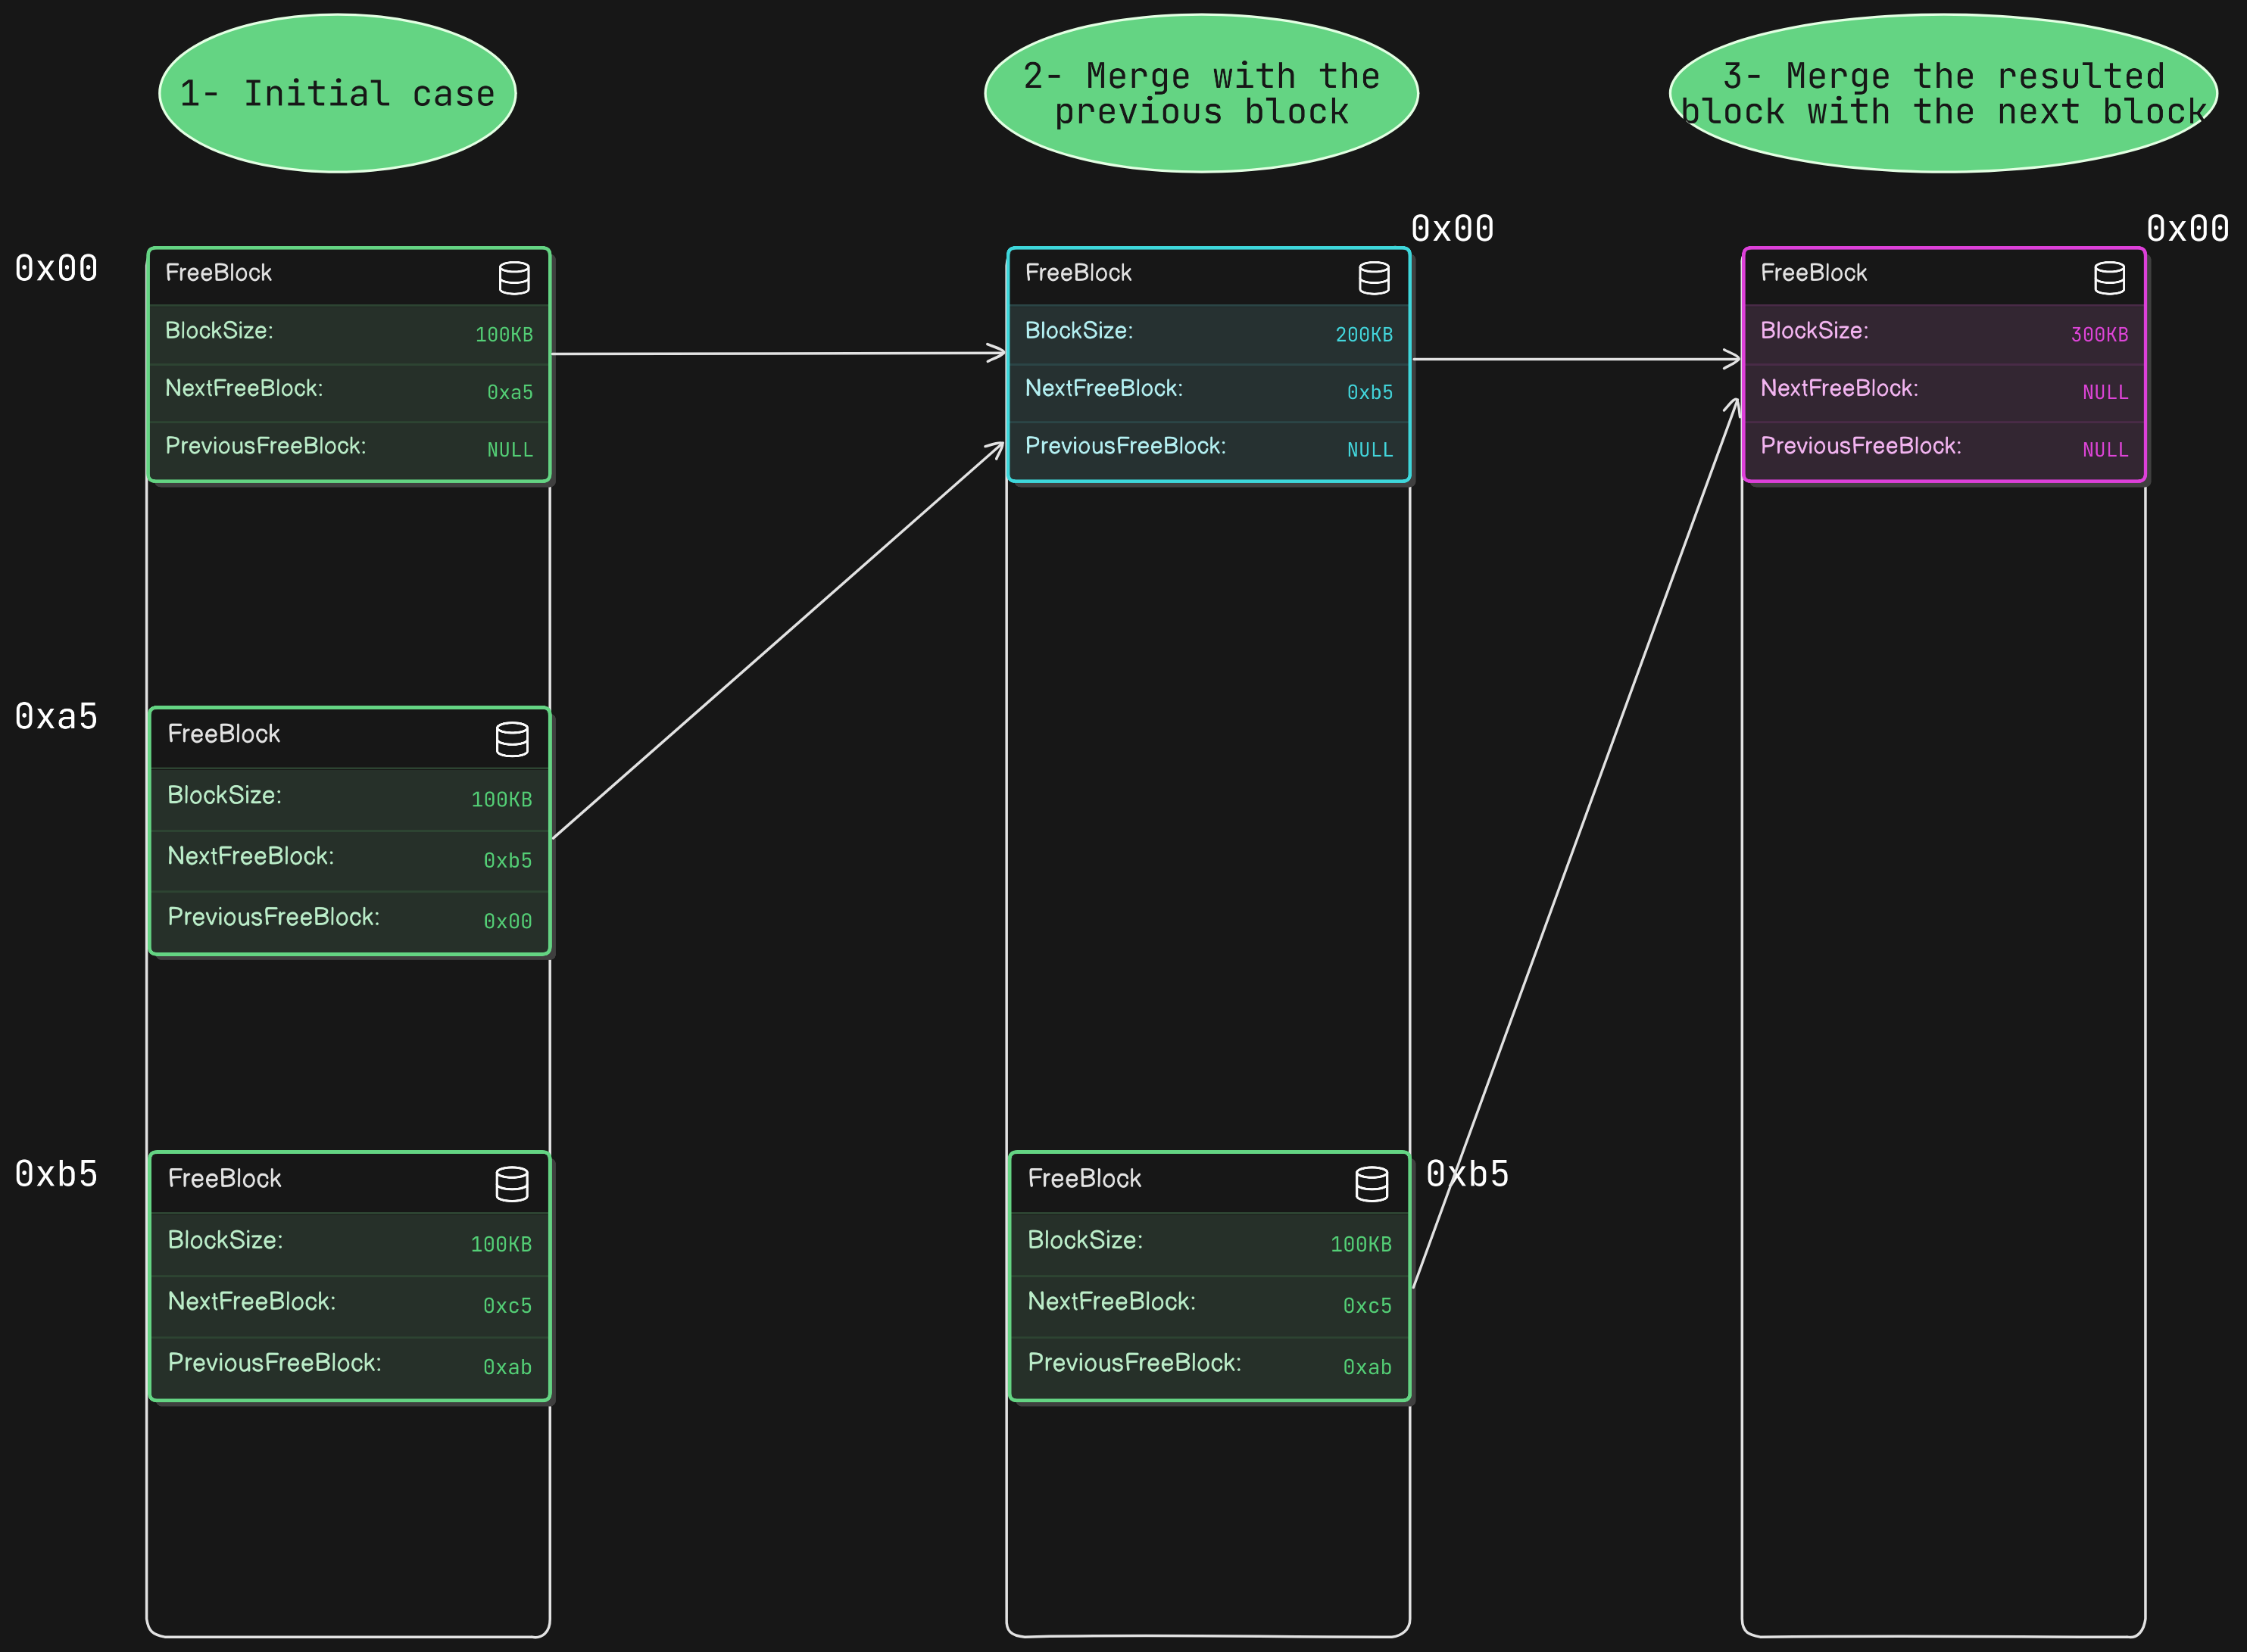 1- Initial case
2- Merge with the
previous block
3- Merge the resulted
block with the next block
0x00
FreeBlock
BlockSize: 100KB
NextFreeBlock: 0xa5
PreviousFreeBlock: NULL
0xa5
FreeBlock
BlockSize: 100KB
NextFreeBlock: 0xb5
PreviousFreeBlock: 0x00
0xb5
FreeBlock
BlockSize: 100KB
NextFreeBlock: 0xc5
PreviousFreeBlock: 0xab
0x00
FreeBlock
BlockSize: 200KB
NextFreeBlock: 0xb5
PreviousFreeBlock: NULL
0xb5
FreeBlock
BlockSize: 100KB
NextFreeBlock: 0xc5
PreviousFreeBlock: 0xab
0x00
FreeBlock
BlockSize: 300KB
NextFreeBlock: NULL
PreviousFreeBlock: NULL